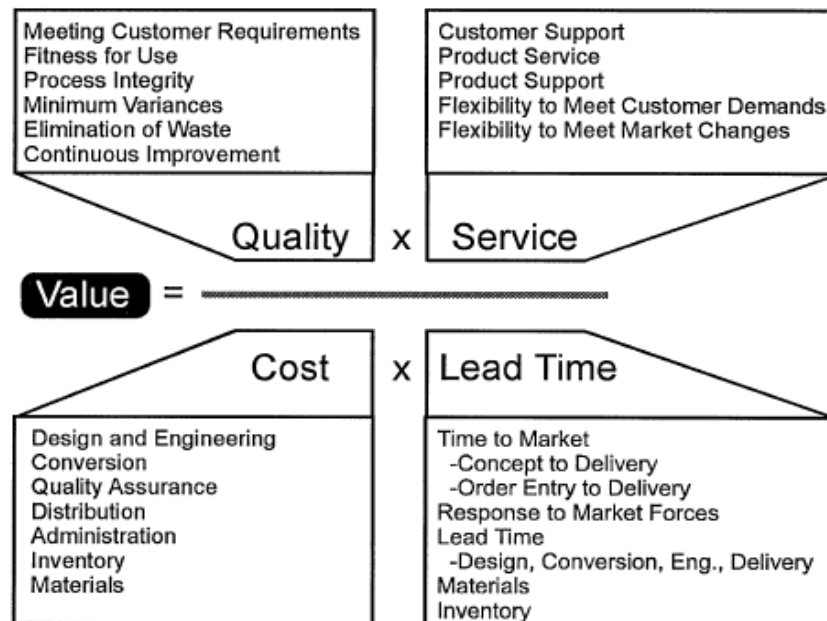 Meeting Customer Requirements
Fitness for Use
Process Integrity
Minimum Variances
Elimination of Waste
Continuous Improvement
Customer Support
Product Service
Product Support
Flexibility to Meet Customer Demands
Flexibility to Meet Market Changes
Quality x Service
Value =
Cost x Lead Time
Design and Engineering
Conversion
Quality Assurance
Distribution
Administration
Inventory
Materials
Time to Market
-Concept to Delivery
-Order Entry to Delivery
Response to Market Forces
Lead Time
-Design, Conversion, Eng., Delivery
Materials
Inventory